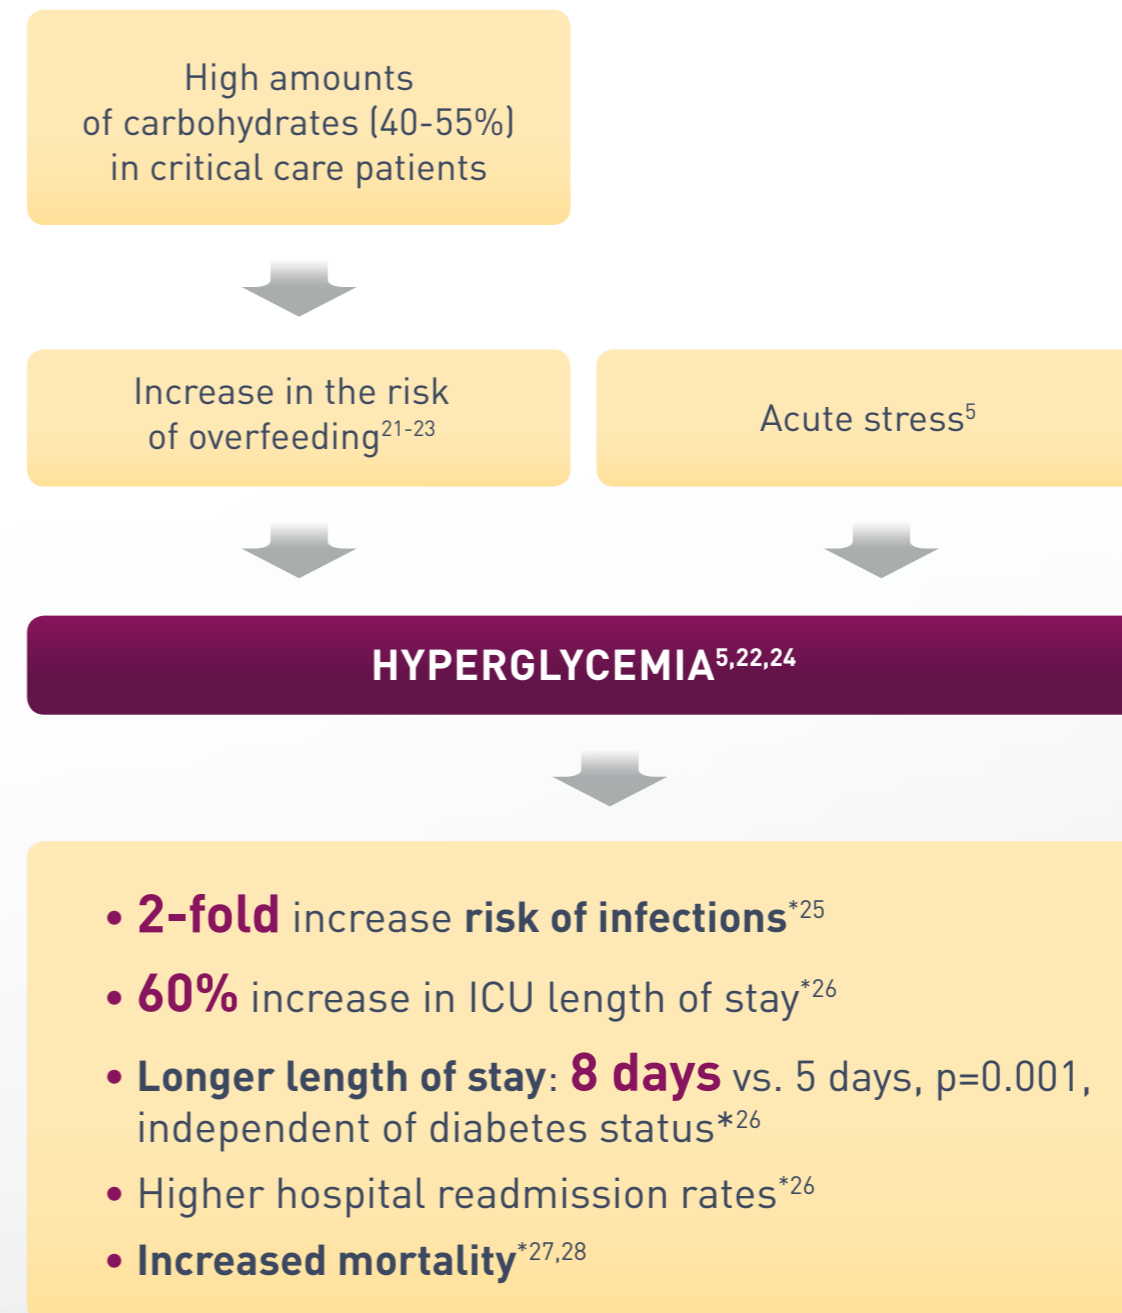 High amounts
of carbohydrates (40-55%)
in critical care patients
Increase in the risk
of overfeeding21-23
Acute stress5
HYPERGLYCEMIA5,22,24
• 2-fold increase risk of infections*25
• 60% increase in ICU length of stay*26
• Longer length of stay: 8 days vs. 5 days, p=0.001,
independent of diabetes status*26
• Higher hospital readmission rates*26
• Increased mortality*27,28